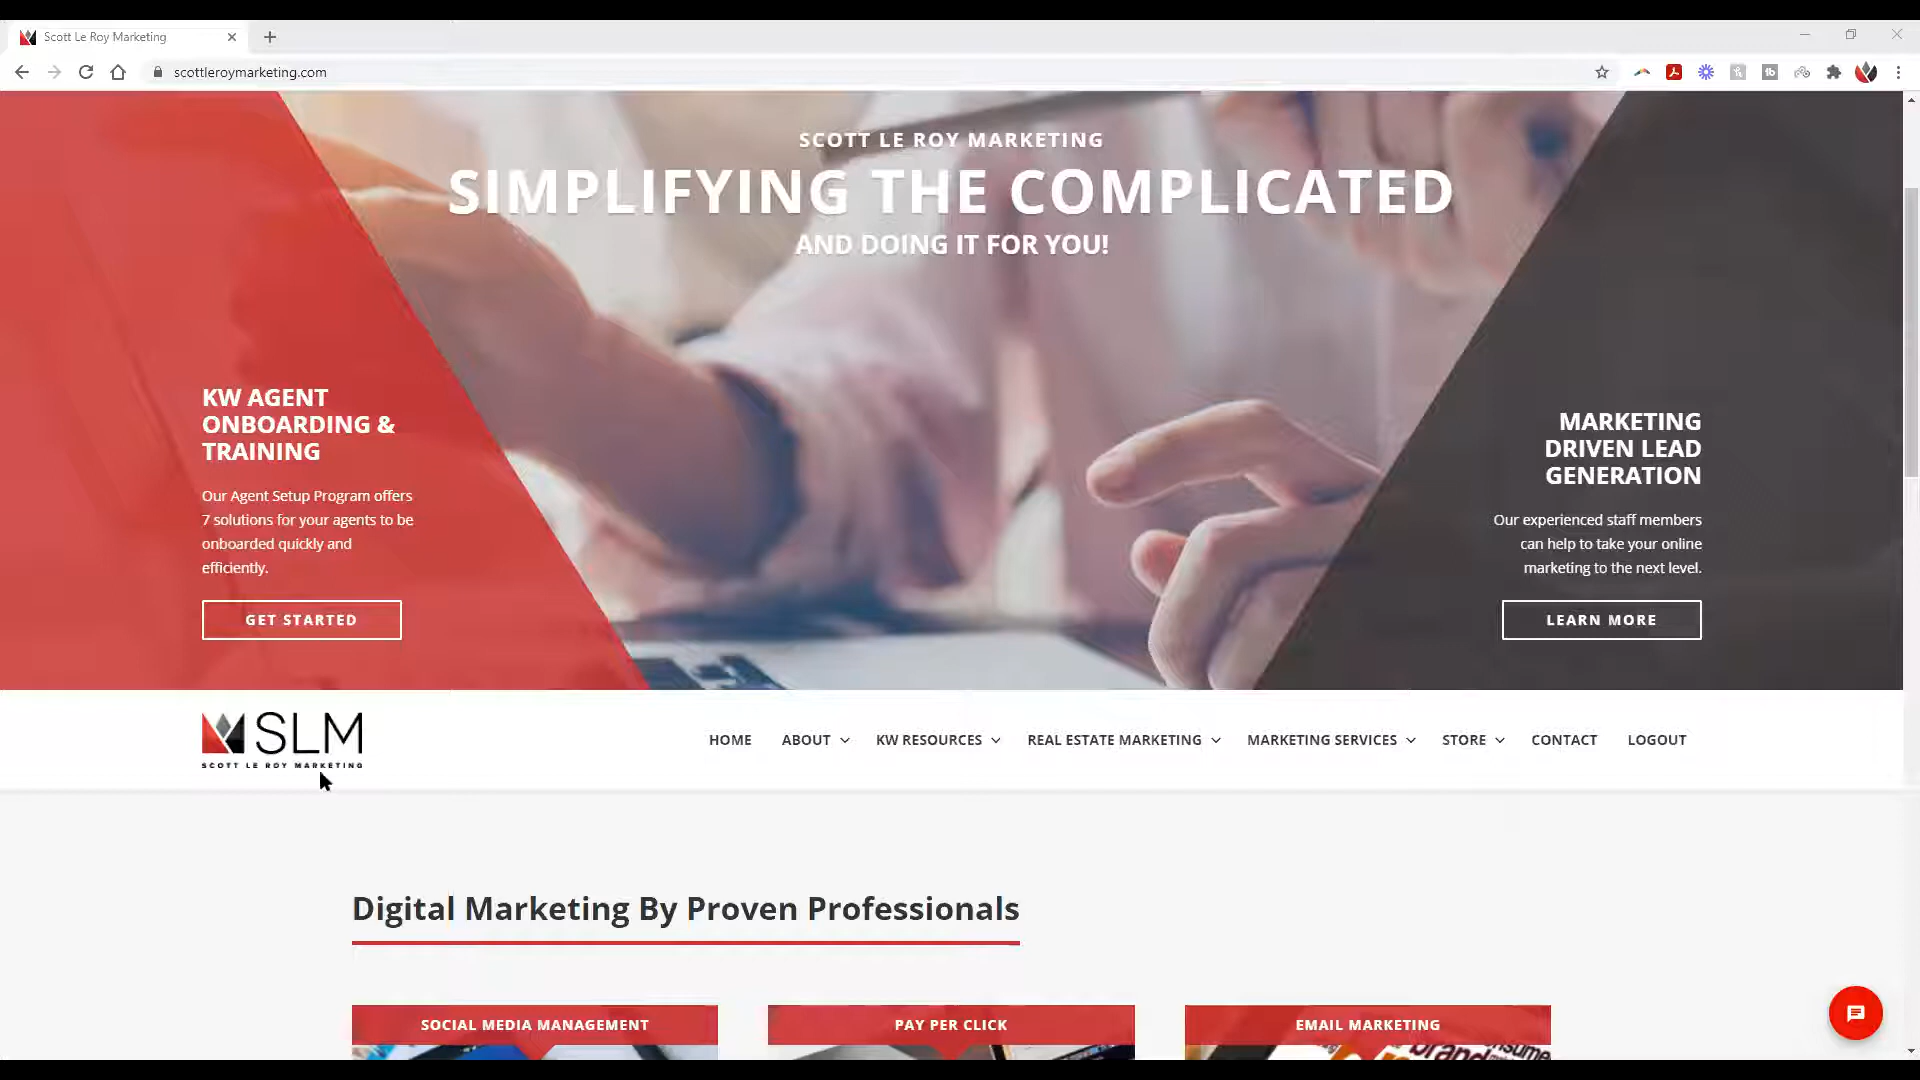 Scott Le Roy Marketing
scottleroymarketing.com
SCOTT LE ROY MARKETING
SIMPLIFYING THE COMPLICATED
AND DOING IT FOR YOU!
KW AGENT
ONBOARDING &
TRAINING
Our Agent Setup Program offers
7 solutions for your agents to be
onboarded quickly and
efficiently.
GET STARTED
MARKETING
DRIVEN LEAD
GENERATION
Our experienced staff members
can help to take your online
marketing to the next level.
LEARN MORE
SLM
SCOTT LE ROY MARKETING
HOME ABOUT KW RESOURCES REAL ESTATE MARKETING MARKETING SERVICES STORE CONTACT LOGOUT
Digital Marketing By Proven Professionals
SOCIAL MEDIA MANAGEMENT PAY PER CLICK EMAIL MARKETING
brand